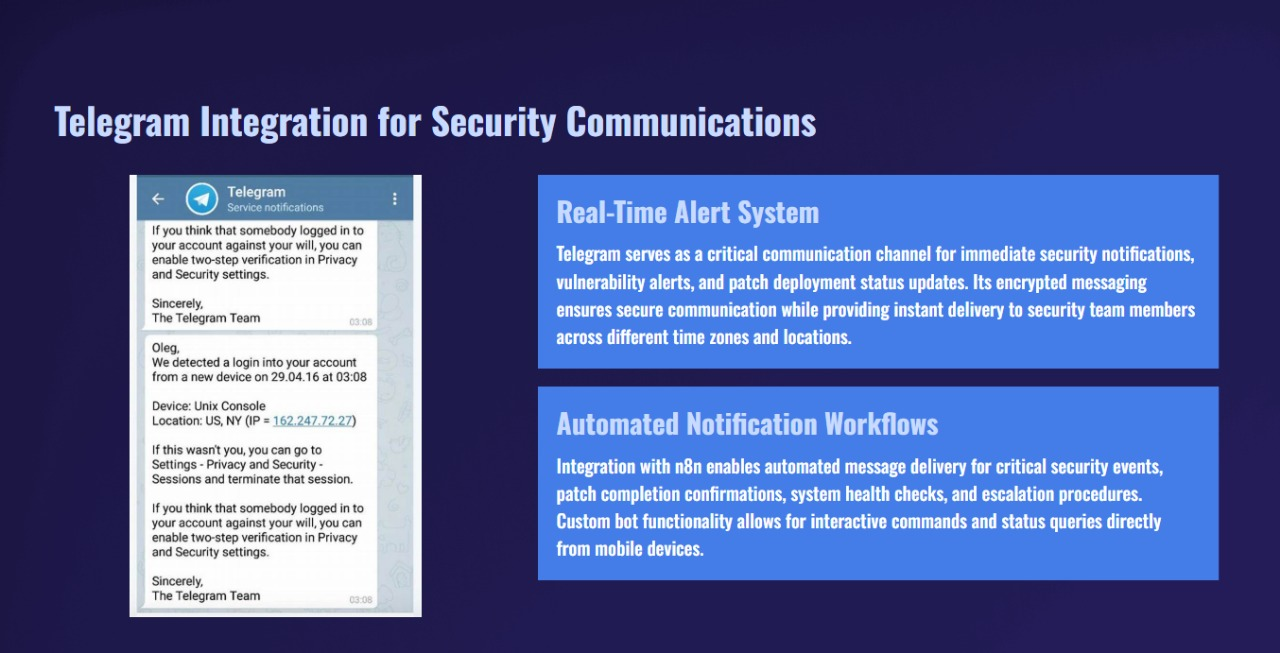 Telegram Integration for Security Communications
Telegram
Service notifications
If you think that somebody logged in to
your account against your will, you can
enable two-step verification in Privacy
and Security settings.
Sincerely,
The Telegram Team
03:08
Oleg,
We detected a login into your account
from a new device on 29.04.16 at 03:08
Device: Unix Console
Location: US, NY (IP = 162.247.72.27)
If this wasn't you, you can go to
Settings - Privacy and Security -
Sessions and terminate that session.
If you think that somebody logged in to
your account against your will, you can
enable two-step verification in Privacy
and Security settings.
Sincerely,
The Telegram Team
03:08
Real-Time Alert System
Telegram serves as a critical communication channel for immediate security notifications,
vulnerability alerts, and patch deployment status updates. Its encrypted messaging
ensures secure communication while providing instant delivery to security team members
across different time zones and locations.
Automated Notification Workflows
Integration with n8n enables automated message delivery for critical security events,
patch completion confirmations, system health checks, and escalation procedures.
Custom bot functionality allows for interactive commands and status queries directly
from mobile devices.